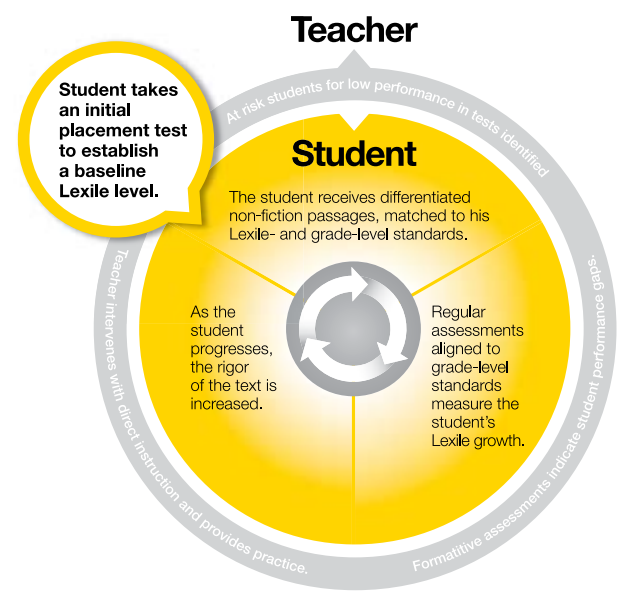 Teacher
At risk students for low performance in tests identified
Student takes
an initial
placement test
to establish
a baseline
Lexile level.
Student
The student receives differentiated
non-fiction passages, matched to his
Lexile- and grade-level standards.
Regular
assessments
aligned to
grade-level
standards
measure the
student's
Lexile growth.
As the
student
progresses,
the rigor
of the text is
increased.
Formatitive assessments indicate student performance gaps.
Teacher intervenes with direct instruction and provides practice.